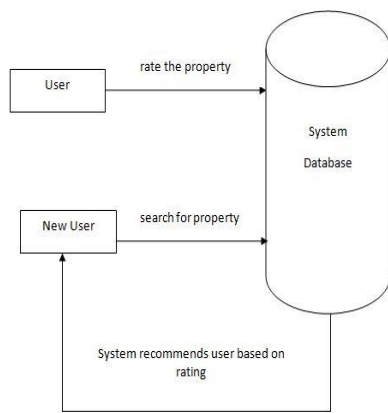 rate the property
User
System
Database
New User
search for property
System recommends user based on
rating